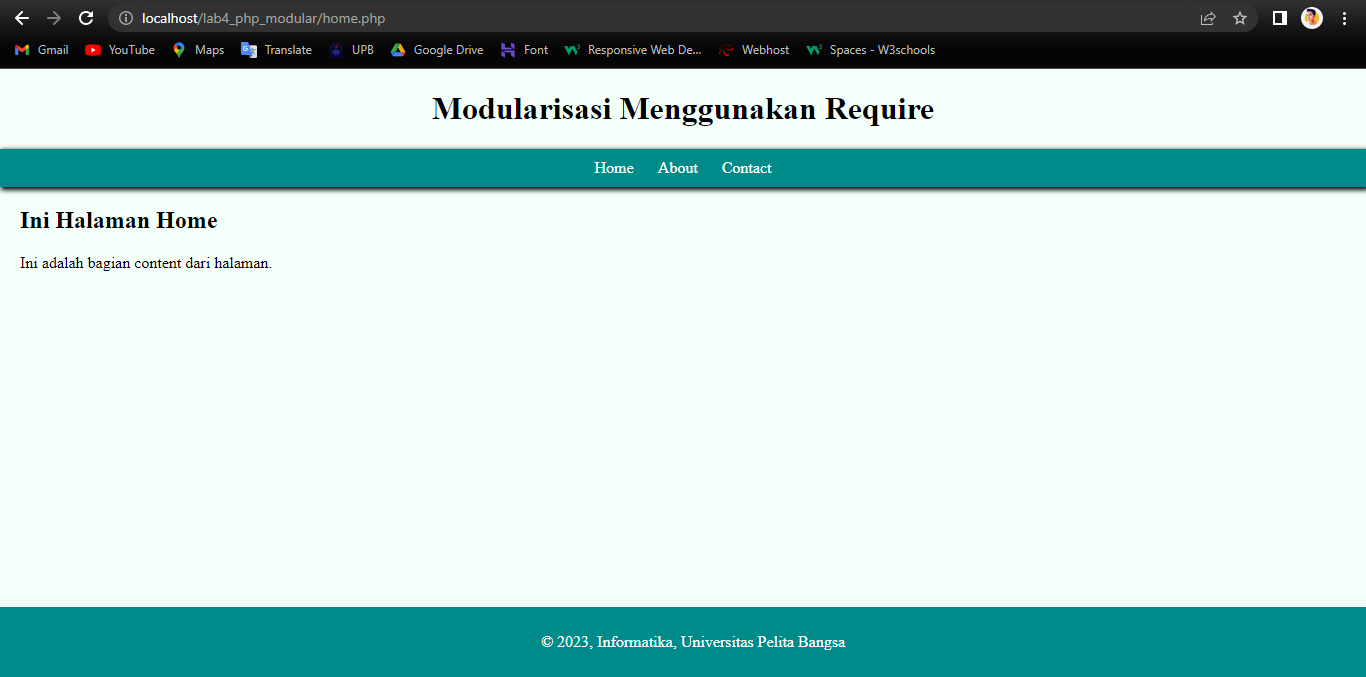 localhost/lab4_php_modular/home.php
Gmail YouTube Maps Translate UPB Google Drive Font Responsive Web De... Webhost Spaces - W3schools
Modularisasi Menggunakan Require
Home About Contact
Ini Halaman Home
Ini adalah bagian content dari halaman.
© 2023, Informatika, Universitas Pelita Bangsa